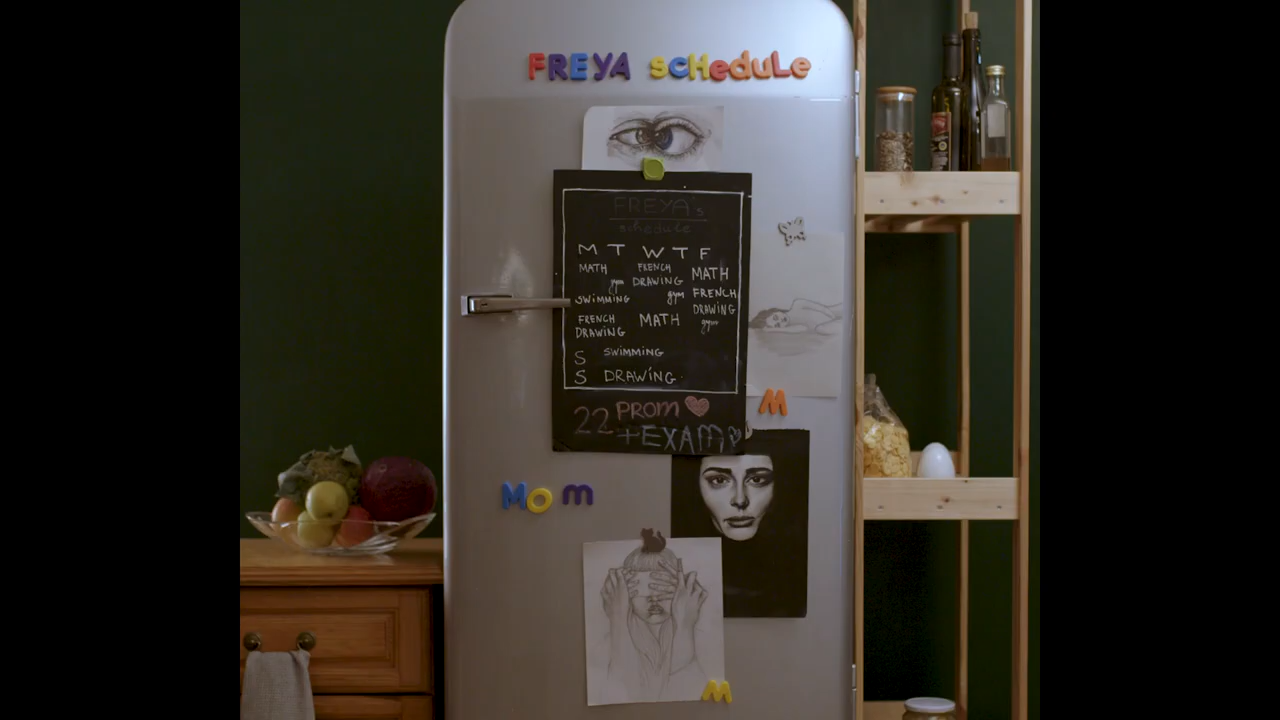 FREYA scHeduLe
FREYA's
schedule
M T W T F
MATH FRENCH MATH
gym DRAWING
SWIMMING gym FRENCH
DRAWING
FRENCH MATH gym
DRAWING
S SWIMMING
S DRAWING
22 PROM
+EXAM
M
Mom
M